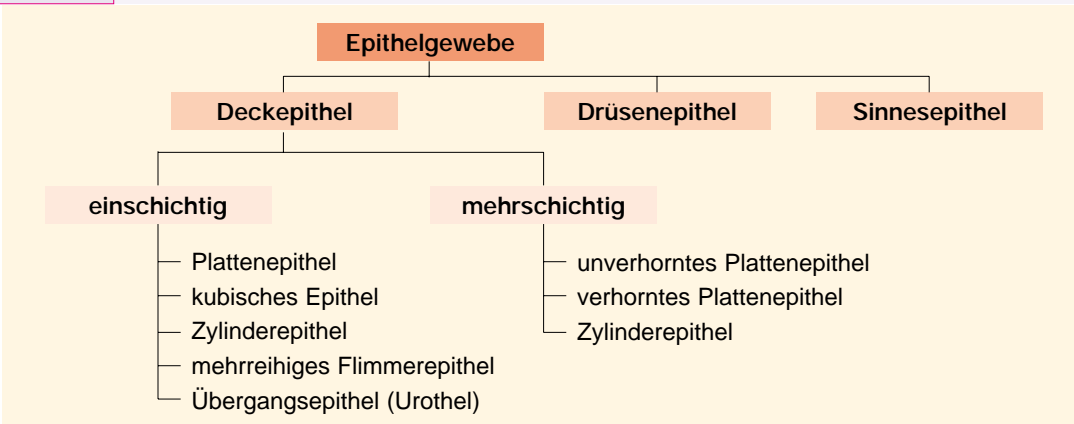 Epithelgewebe
Deckepithel
Drüsenepithel
Sinnesepithel
einschichtig
mehrschichtig
Plattenepithel
kubisches Epithel
Zylinderepithel
mehrreihiges Flimmerepithel
Übergangsepithel (Urothel)
unverhorntes Plattenepithel
verhorntes Plattenepithel
Zylinderepithel